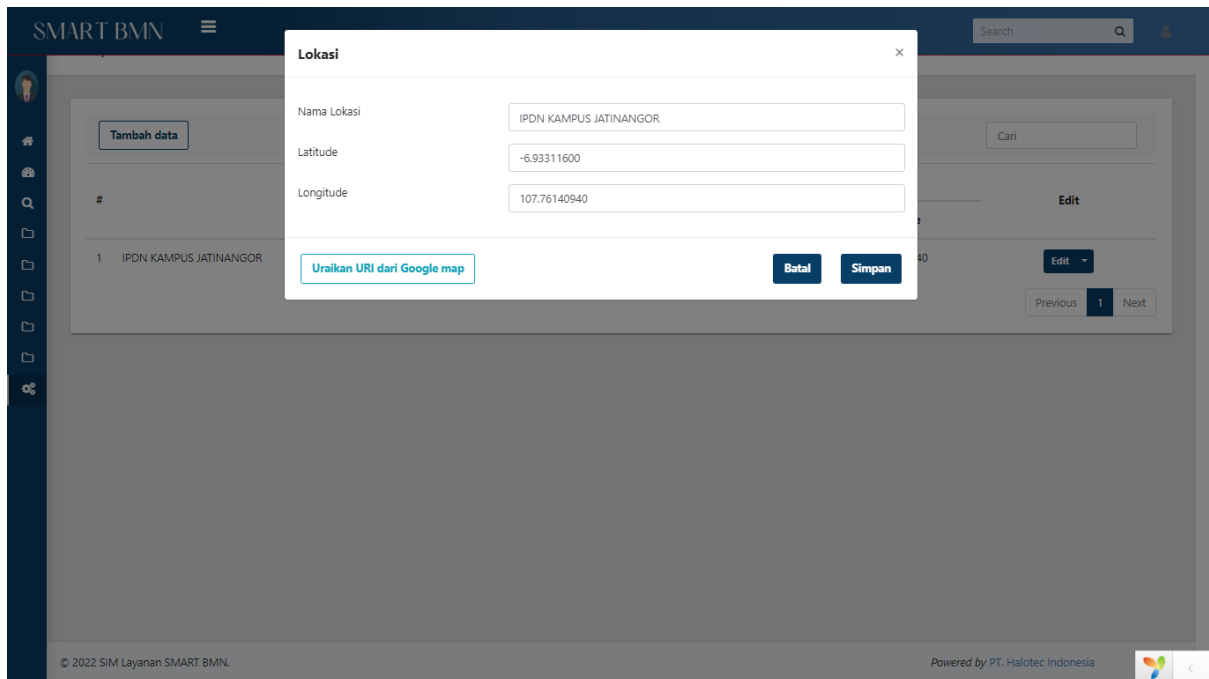 SMART BMN
Search
Lokasi
×
Nama Lokasi
IPDN KAMPUS JATINANGOR
Latitude
-6.93311600
Longitude
107.76140940
Uraikan URI dari Google map
Batal
Simpan
Tambah data
Cari
#
Edit
1 IPDN KAMPUS JATINANGOR
40
Edit
Previous 1 Next
© 2022 SIM Layanan SMART BMN.
Powered by PT. Halotec Indonesia